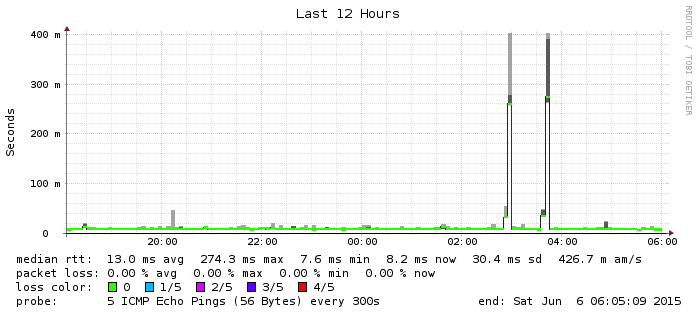 Last 12 Hours
RRDTOOL / TOBI OETIKER
Seconds
400 m
300 m
200 m
100 m
0
20:00 22:00 00:00 02:00 04:00 06:00
median rtt: 13.0 ms avg 274.3 ms max 7.6 ms min 8.2 ms now 30.4 ms sd 426.7 m am/s
packet loss: 0.00 % avg 0.00 % max 0.00 % min 0.00 % now
loss color: 0 1/5 2/5 3/5 4/5
probe: 5 ICMP Echo Pings (56 Bytes) every 300s end: Sat Jun 6 06:05:09 2015